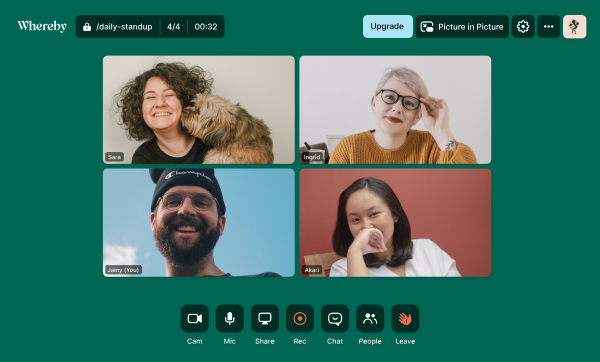 Whereby
/daily-standup 4/4 00:32
Upgrade
Picture in Picture
Sara
Ingrid
Champion
Jamy (You)
Akari
Cam
Mic
Share
Rec
Chat
People
Leave